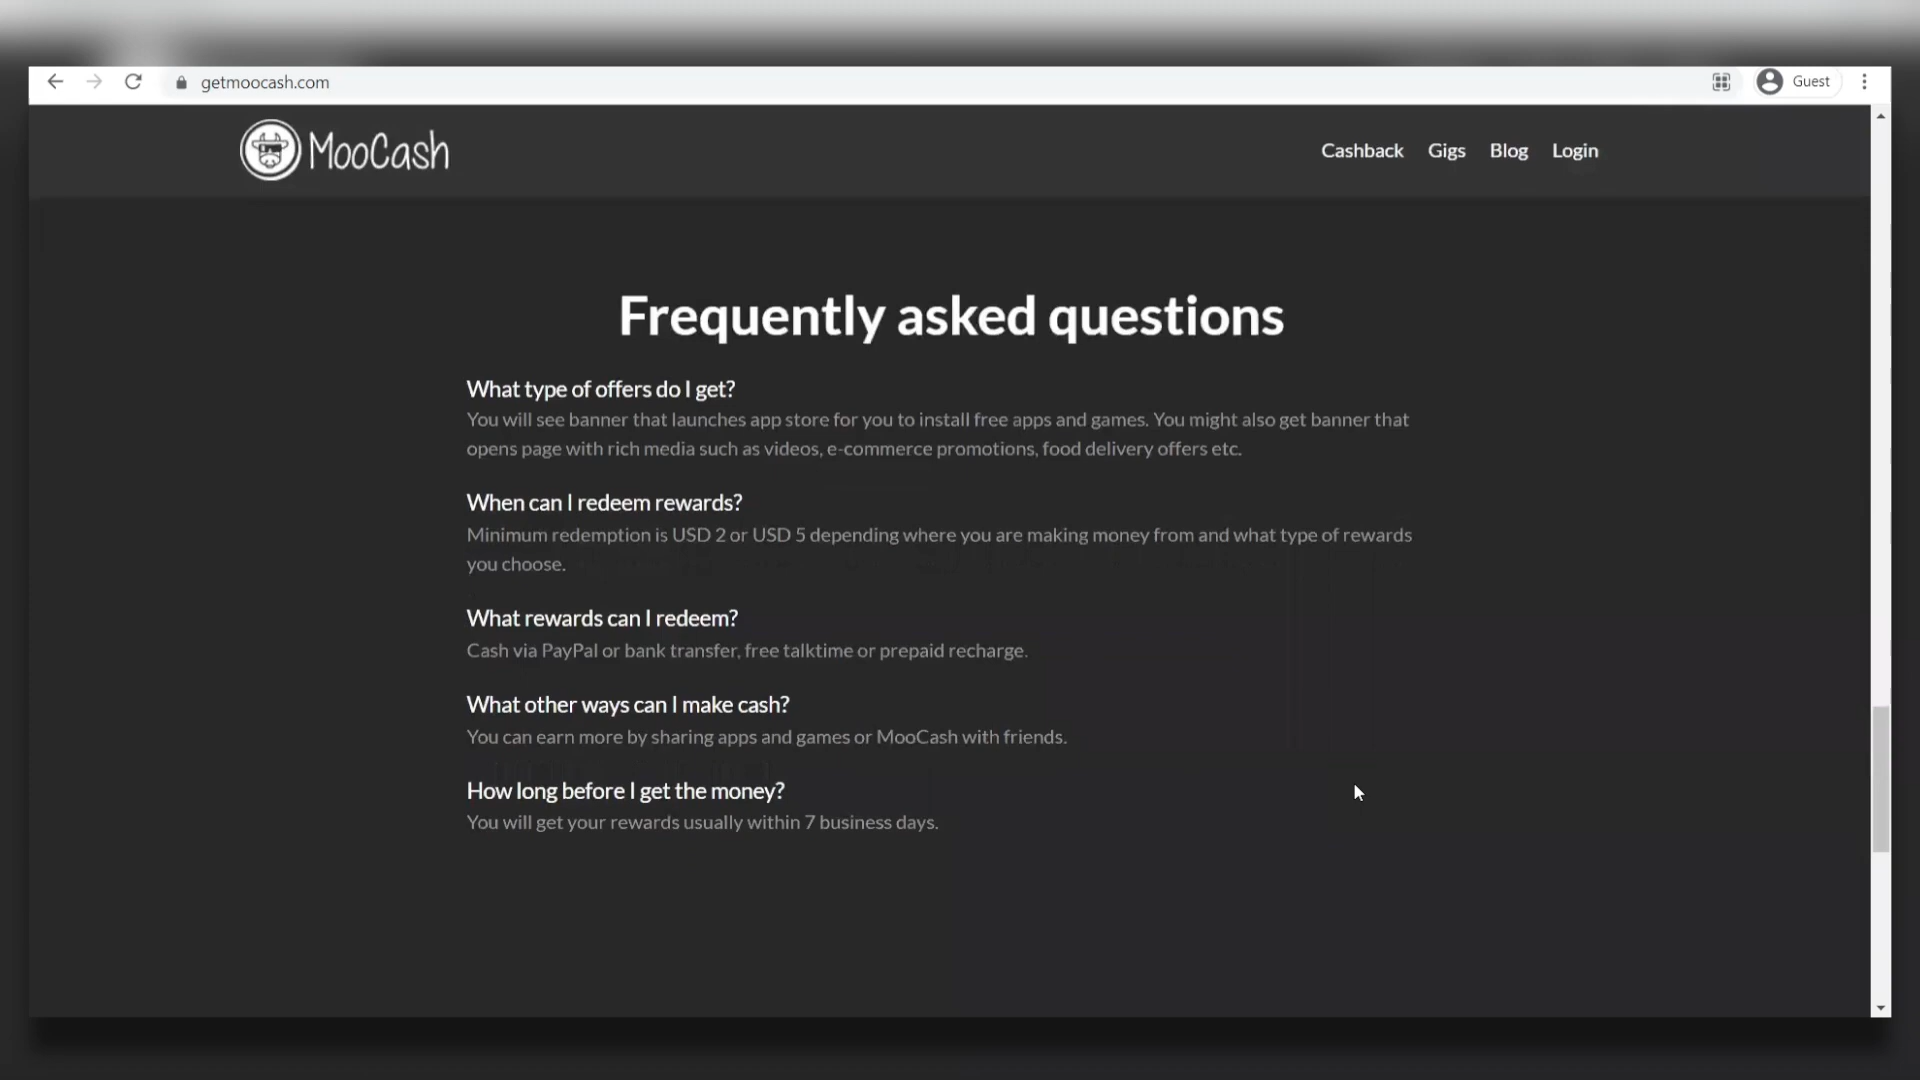 getmoocash.com
Guest
MooCash
Cashback Gigs Blog Login
Frequently asked questions
What type of offers do I get?
You will see banner that launches app store for you to install free apps and games. You might also get banner that
opens page with rich media such as videos, e-commerce promotions, food delivery offers etc.
When can I redeem rewards?
Minimum redemption is USD 2 or USD 5 depending where you are making money from and what type of rewards
you choose.
What rewards can I redeem?
Cash via PayPal or bank transfer, free talktime or prepaid recharge.
What other ways can I make cash?
You can earn more by sharing apps and games or MooCash with friends.
How long before I get the money?
You will get your rewards usually within 7 business days.